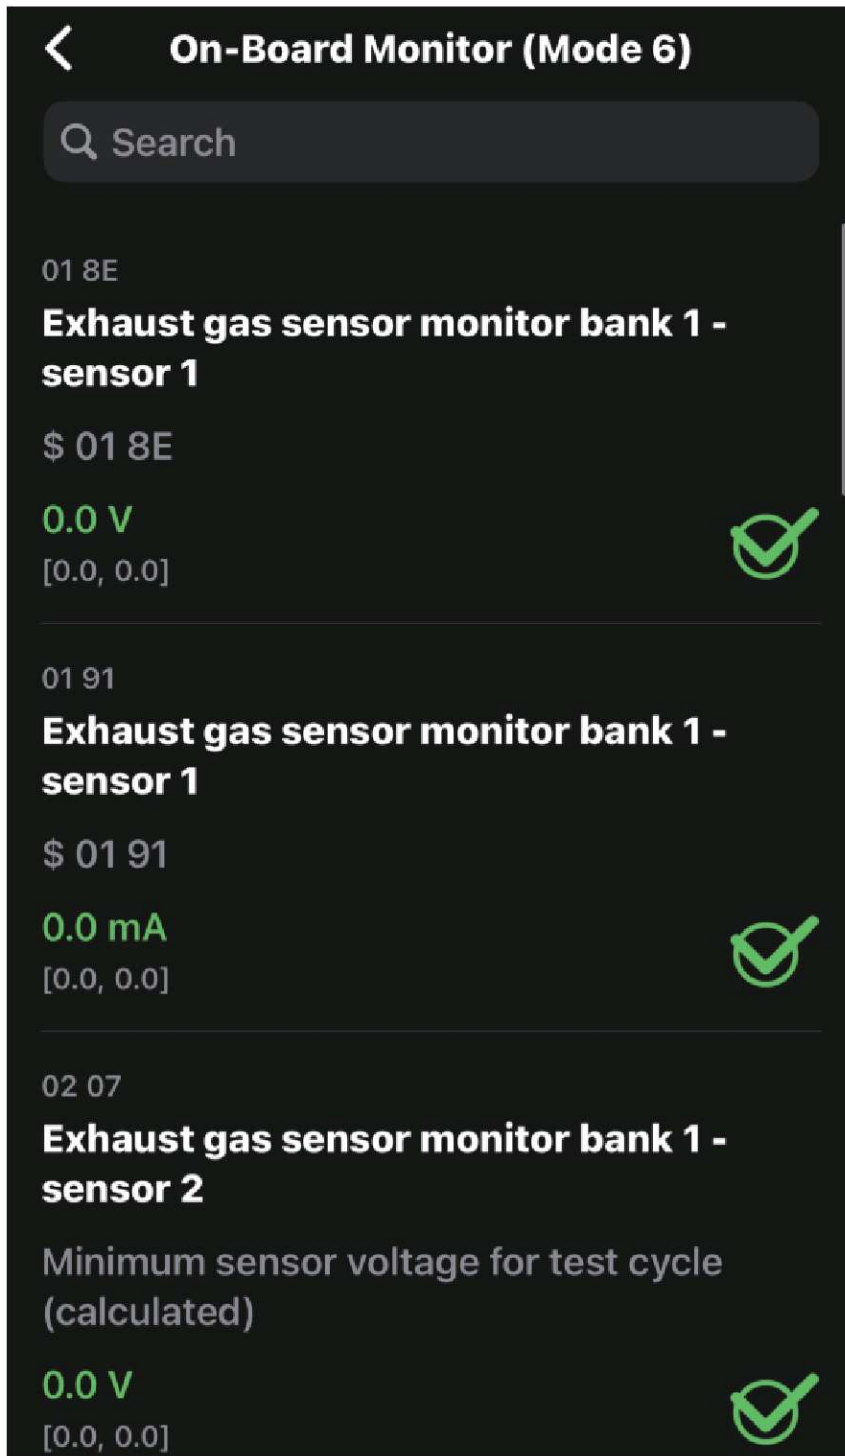 On-Board Monitor (Mode 6)
Search
01 8E
Exhaust gas sensor monitor bank 1 -
sensor 1
$ 01 8E
0.0 V
[0.0, 0.0]
01 91
Exhaust gas sensor monitor bank 1 -
sensor 1
$ 01 91
0.0 mA
[0.0, 0.0]
02 07
Exhaust gas sensor monitor bank 1 -
sensor 2
Minimum sensor voltage for test cycle
(calculated)
0.0 V
[0.0, 0.0]